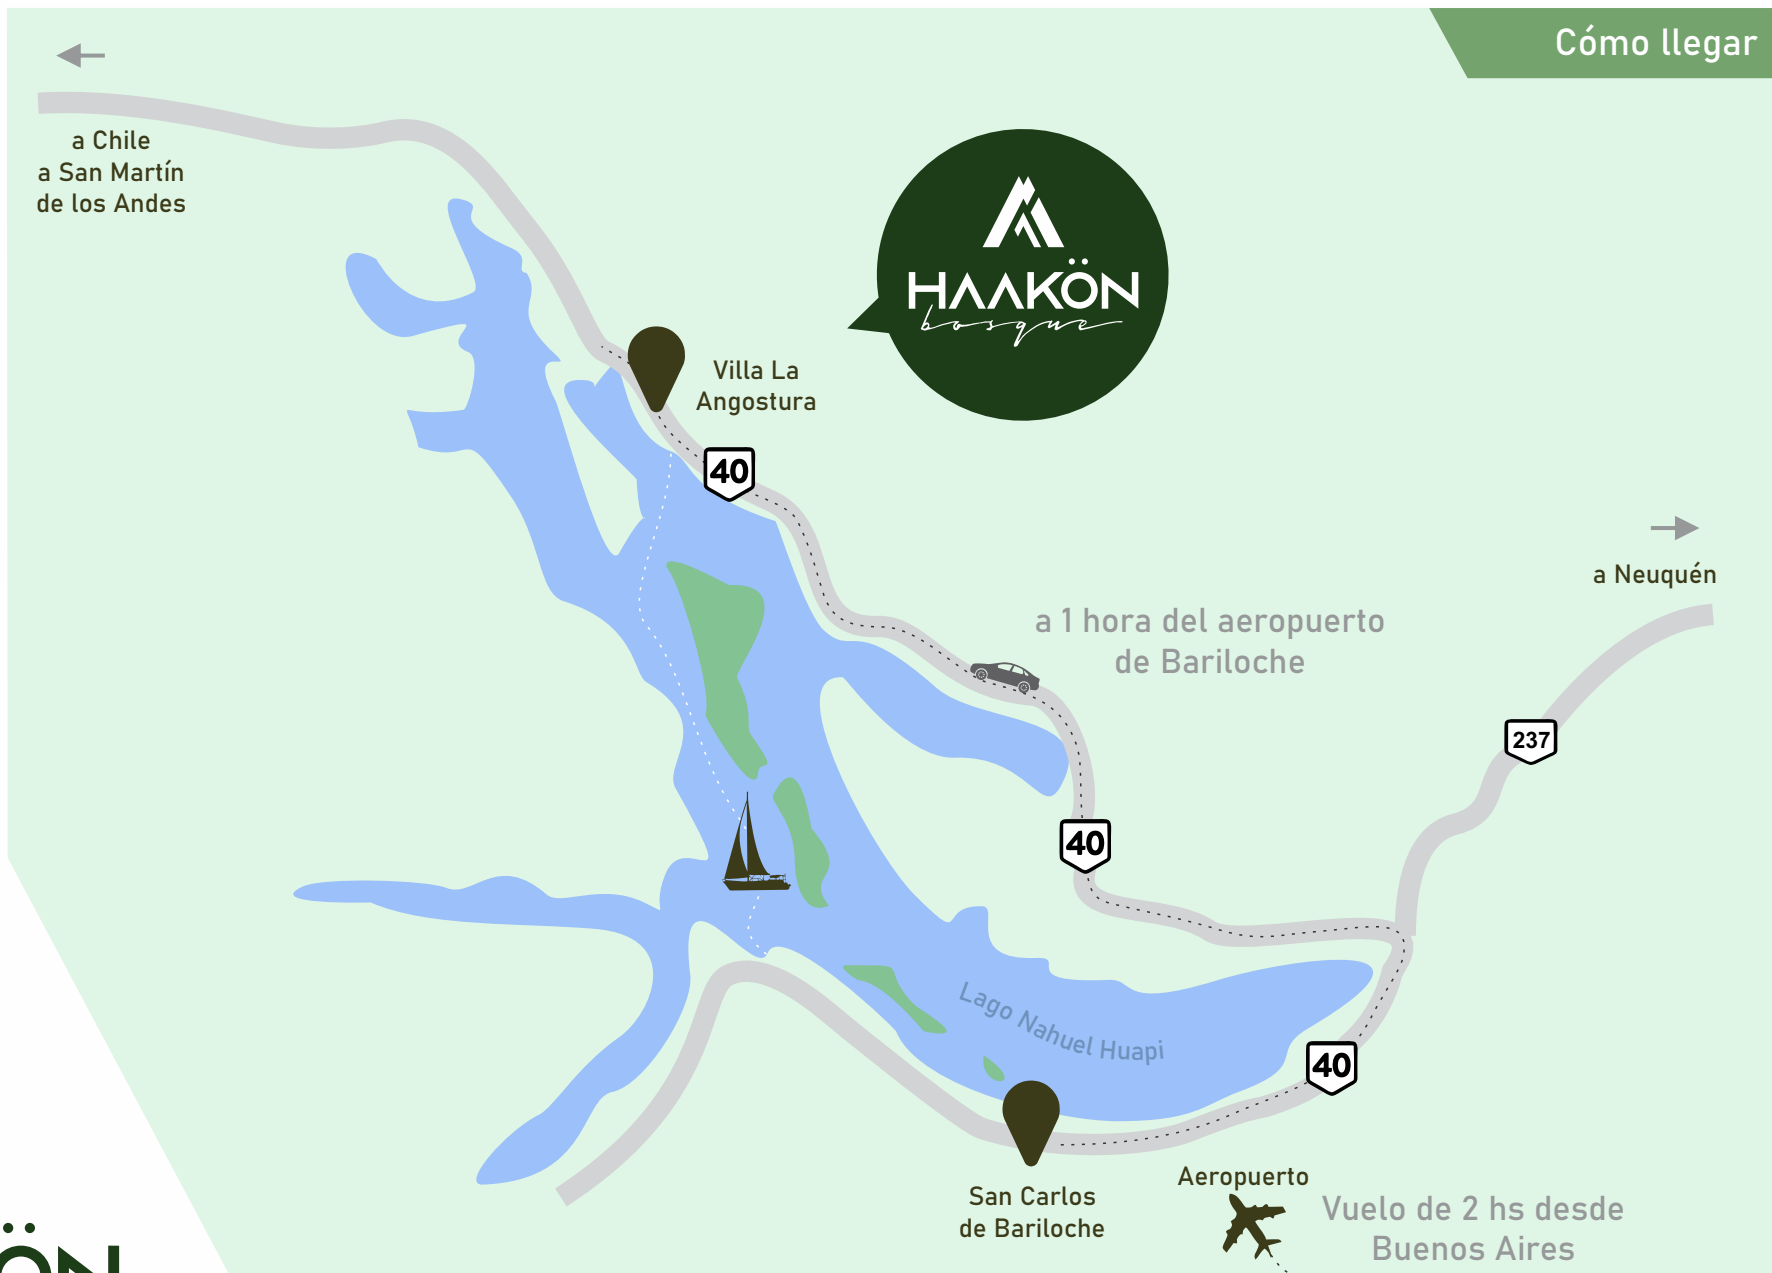 Cómo llegar
a Chile
a San Martín
de los Andes
HAAKÖN
bosque
Villa La
Angostura
40
a Neuquén
a 1 hora del aeropuerto
de Bariloche
237
40
Lago Nahuel Huapi
40
Aeropuerto
San Carlos
de Bariloche
Vuelo de 2 hs desde
Buenos Aires
ÖN